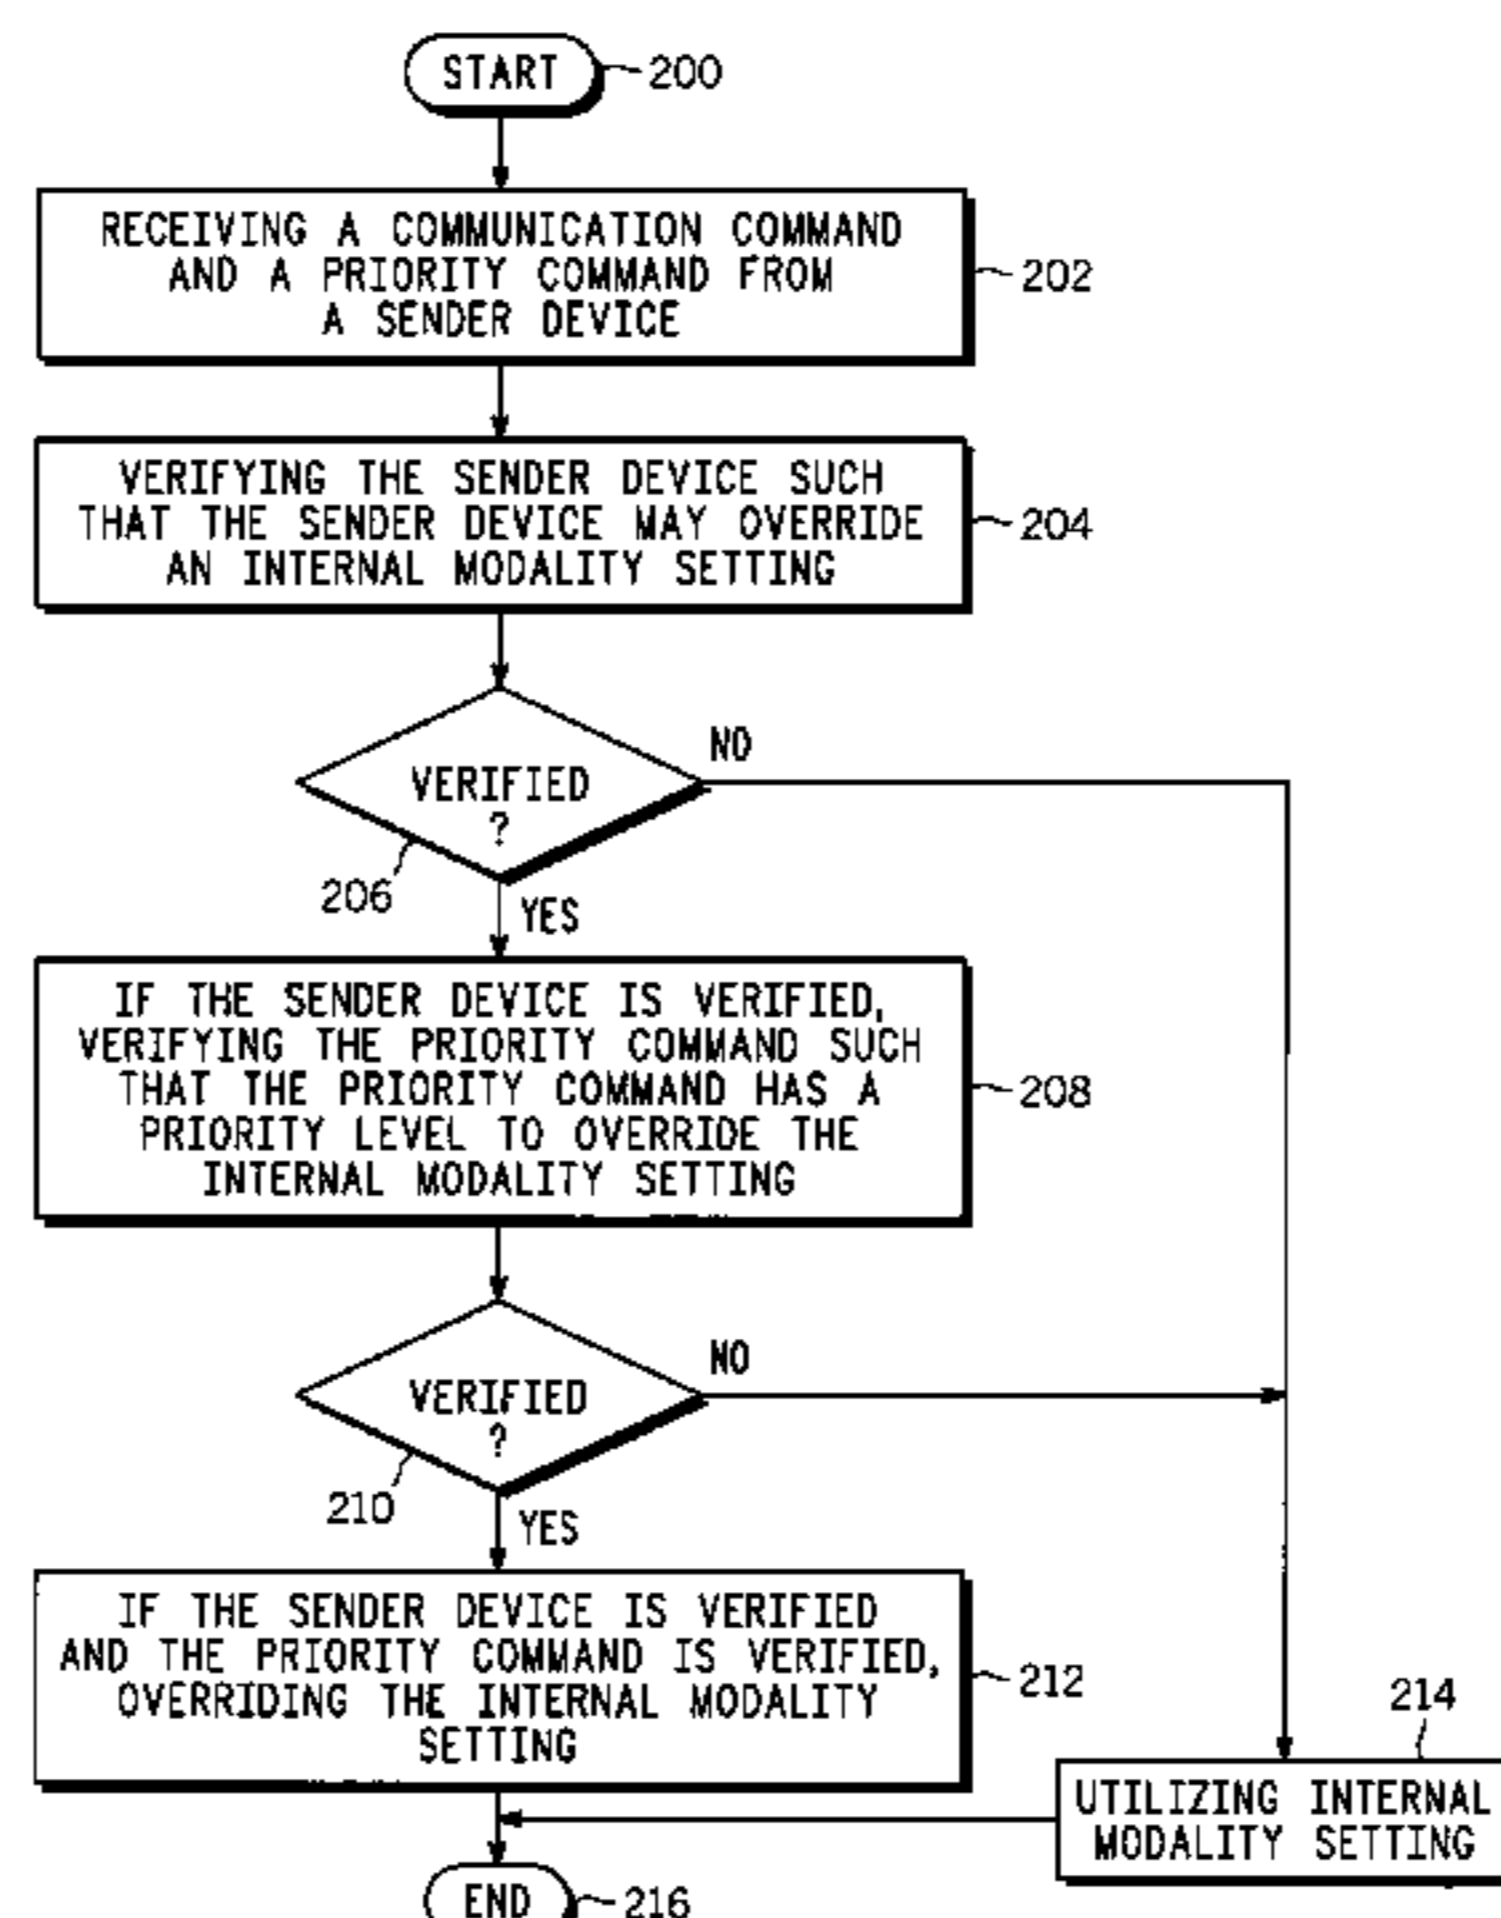 START
200
RECEIVING A COMMUNICATION COMMAND
AND A PRIORITY COMMAND FROM
A SENDER DEVICE
202
VERIFYING THE SENDER DEVICE SUCH
THAT THE SENDER DEVICE MAY OVERRIDE
AN INTERNAL MODALITY SETTING
204
VERIFIED
?
NO
206
YES
IF THE SENDER DEVICE IS VERIFIED,
VERIFYING THE PRIORITY COMMAND SUCH
THAT THE PRIORITY COMMAND HAS A
PRIORITY LEVEL TO OVERRIDE THE
INTERNAL MODALITY SETTING
208
VERIFIED
?
NO
210
YES
IF THE SENDER DEVICE IS VERIFIED
AND THE PRIORITY COMMAND IS VERIFIED,
OVERRIDING THE INTERNAL MODALITY
SETTING
212
214
UTILIZING INTERNAL
MODALITY SETTING
END
216